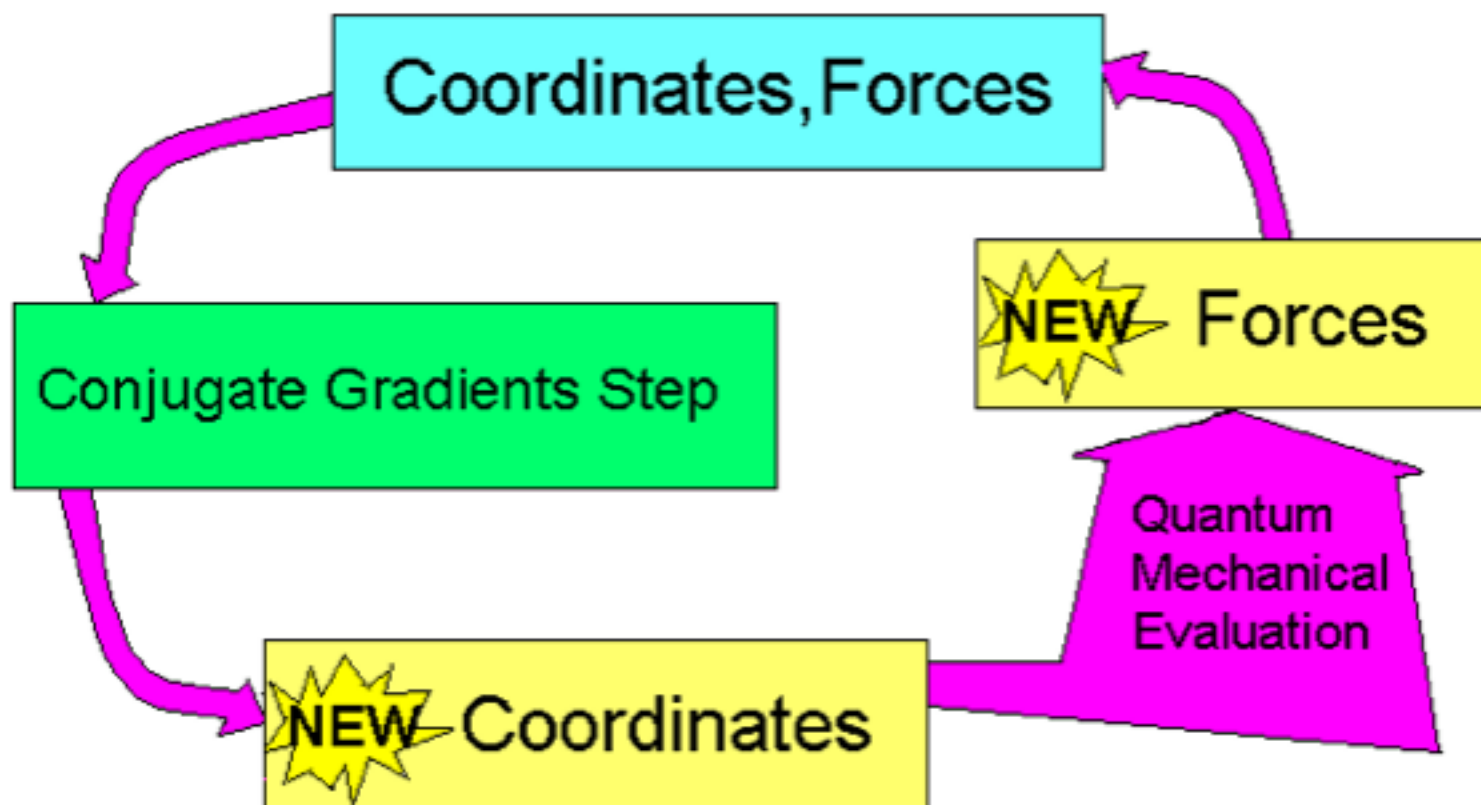 Coordinates,Forces
NEW Forces
Conjugate Gradients Step
Quantum
Mechanical
Evaluation
NEW Coordinates